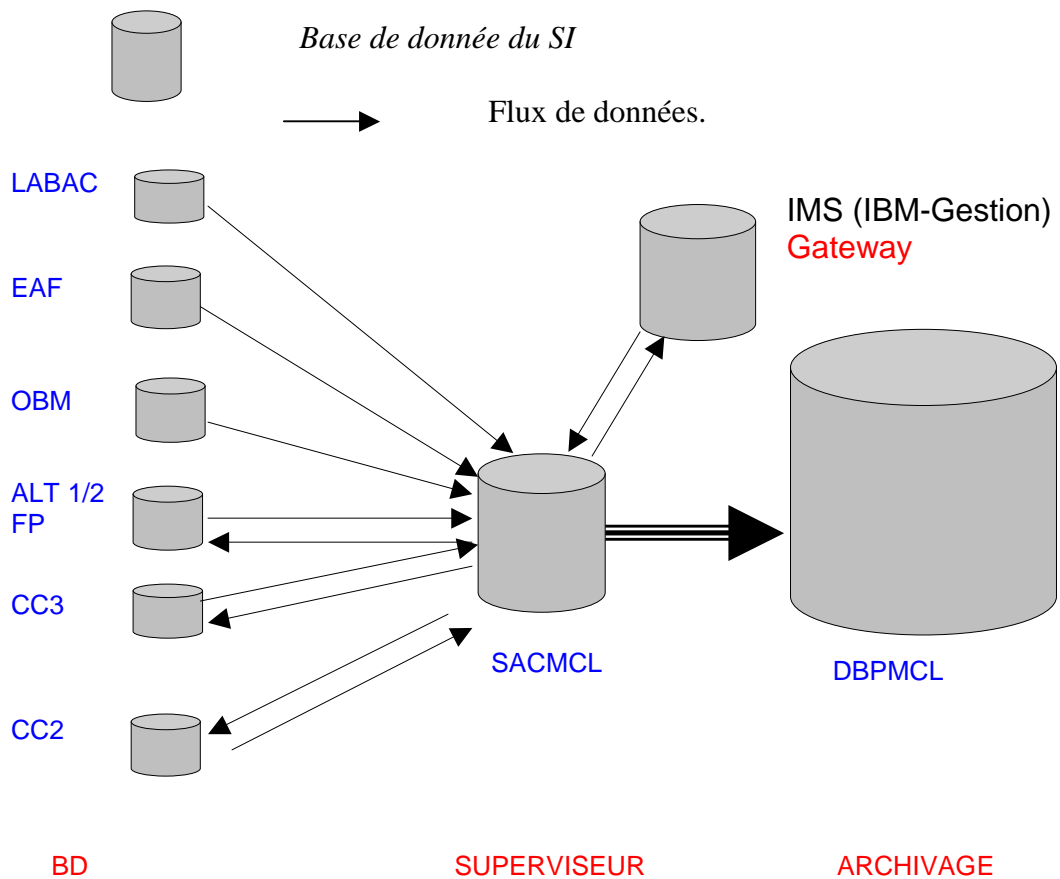 Base de donnée du SI
Flux de données.
LABAC
IMS (IBM-Gestion)
Gateway
EAF
OBM
ALT 1/2
FP
CC3
SACMCL
DBPMCL
CC2
BD
SUPERVISEUR
ARCHIVAGE